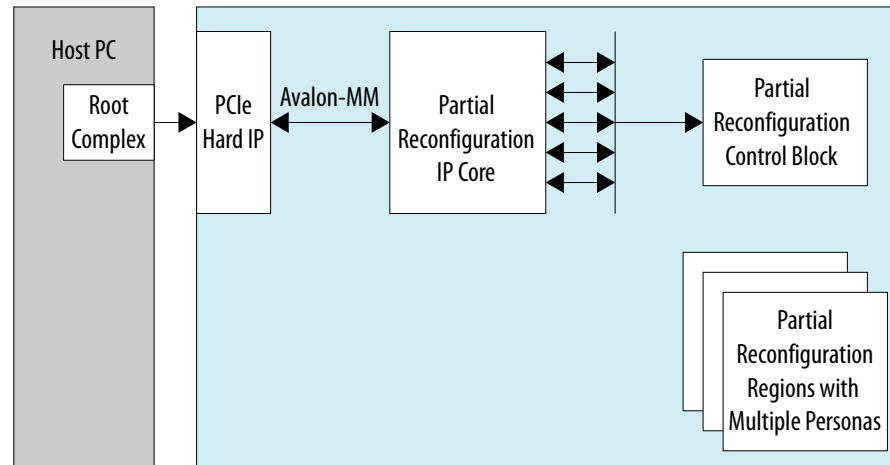 Host PC
Root
Complex
PCIe
Hard IP
Avalon-MM
Partial
Reconfiguration
IP Core
Partial
Reconfiguration
Control Block
Partial
Reconfiguration
Regions with
Multiple Personas